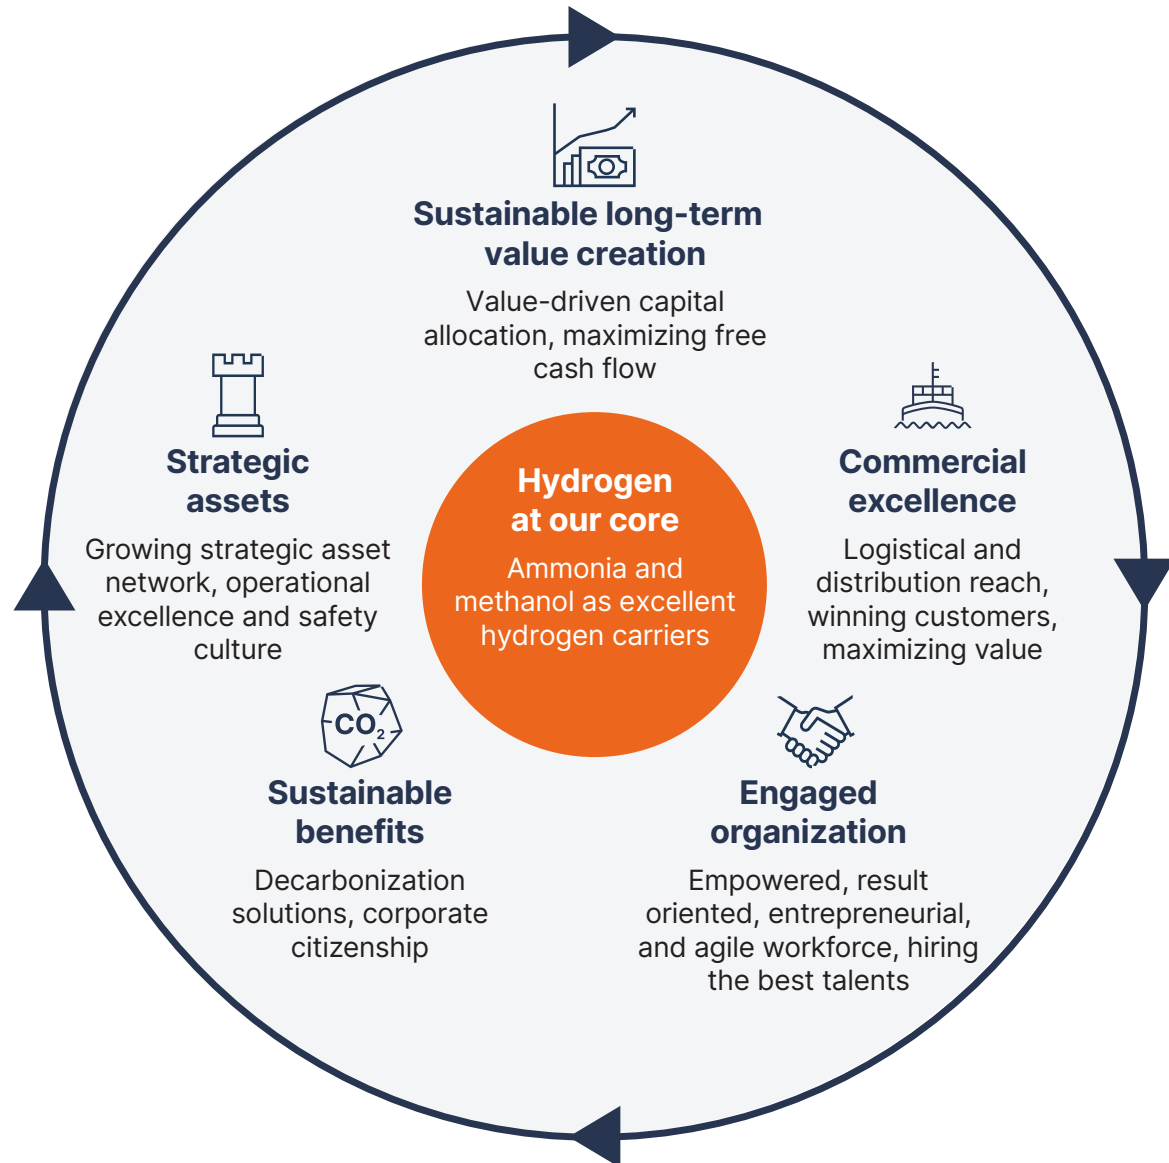 Sustainable long-term
value creation
Value-driven capital
allocation, maximizing free
cash flow
Strategic
assets
Growing strategic asset
network, operational
excellence and safety
culture
Hydrogen
at our core
Ammonia and
methanol as excellent
hydrogen carriers
Commercial
excellence
Logistical and
distribution reach,
winning customers,
maximizing value
CO₂
Sustainable
benefits
Decarbonization
solutions, corporate
citizenship
Engaged
organization
Empowered, result
oriented, entrepreneurial,
and agile workforce, hiring
the best talents